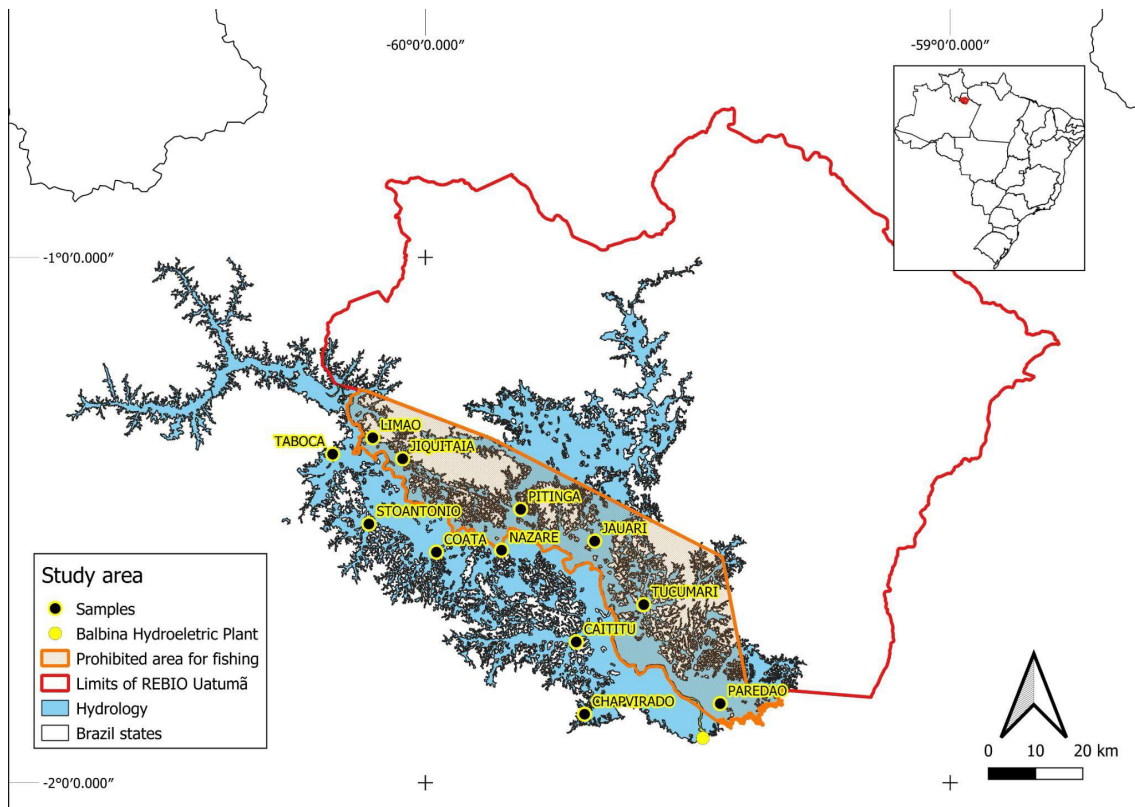 -60°0′0.000″
-59°0′0.000″
-1°0′0.000″
LIMAO
TABOCA
JIQUITAIA
PITINGA
STOANTONIO
JAUARI
COATA
NAZARE
TUCUMARI
CAITITU
PAREDAO
CHAPVIRADO
Study area
Samples
Balbina Hydroeletric Plant
Prohibited area for fishing
Limits of REBIO Uatumã
Hydrology
Brazil states
0 10 20 km
-2°0′0.000″